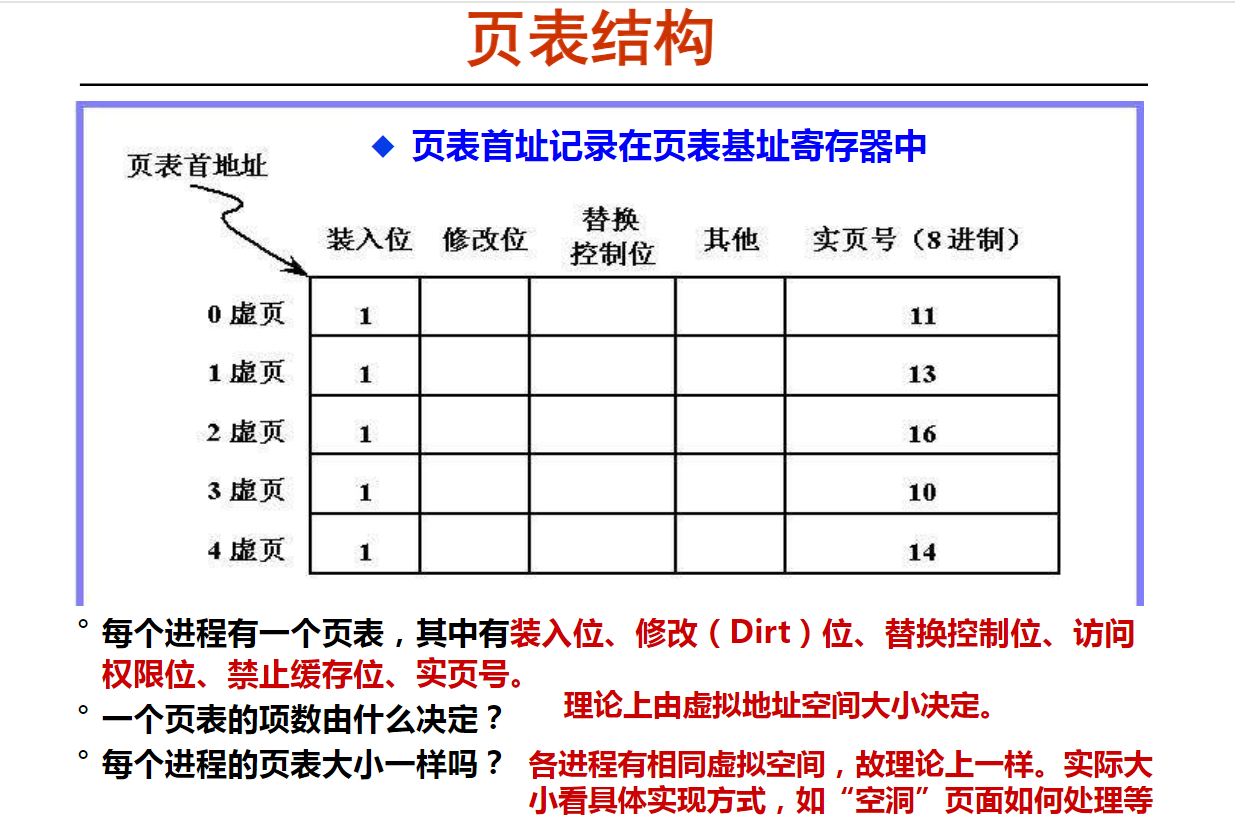 页表结构
◆ 页表首址记录在页表基址寄存器中
页表首地址
装入位 修改位 替换控制位 其他 实页号（8 进制）
0 虚页 1 11
1 虚页 1 13
2 虚页 1 16
3 虚页 1 10
4 虚页 1 14
° 每个进程有一个页表，其中有装入位、修改（Dirt）位、替换控制位、访问
权限位、禁止缓存位、实页号。
° 一个页表的项数由什么决定？ 理论上由虚拟地址空间大小决定。
° 每个进程的页表大小一样吗？ 各进程有相同虚拟空间，故理论上一样。实际大
小看具体实现方式，如“空洞”页面如何处理等